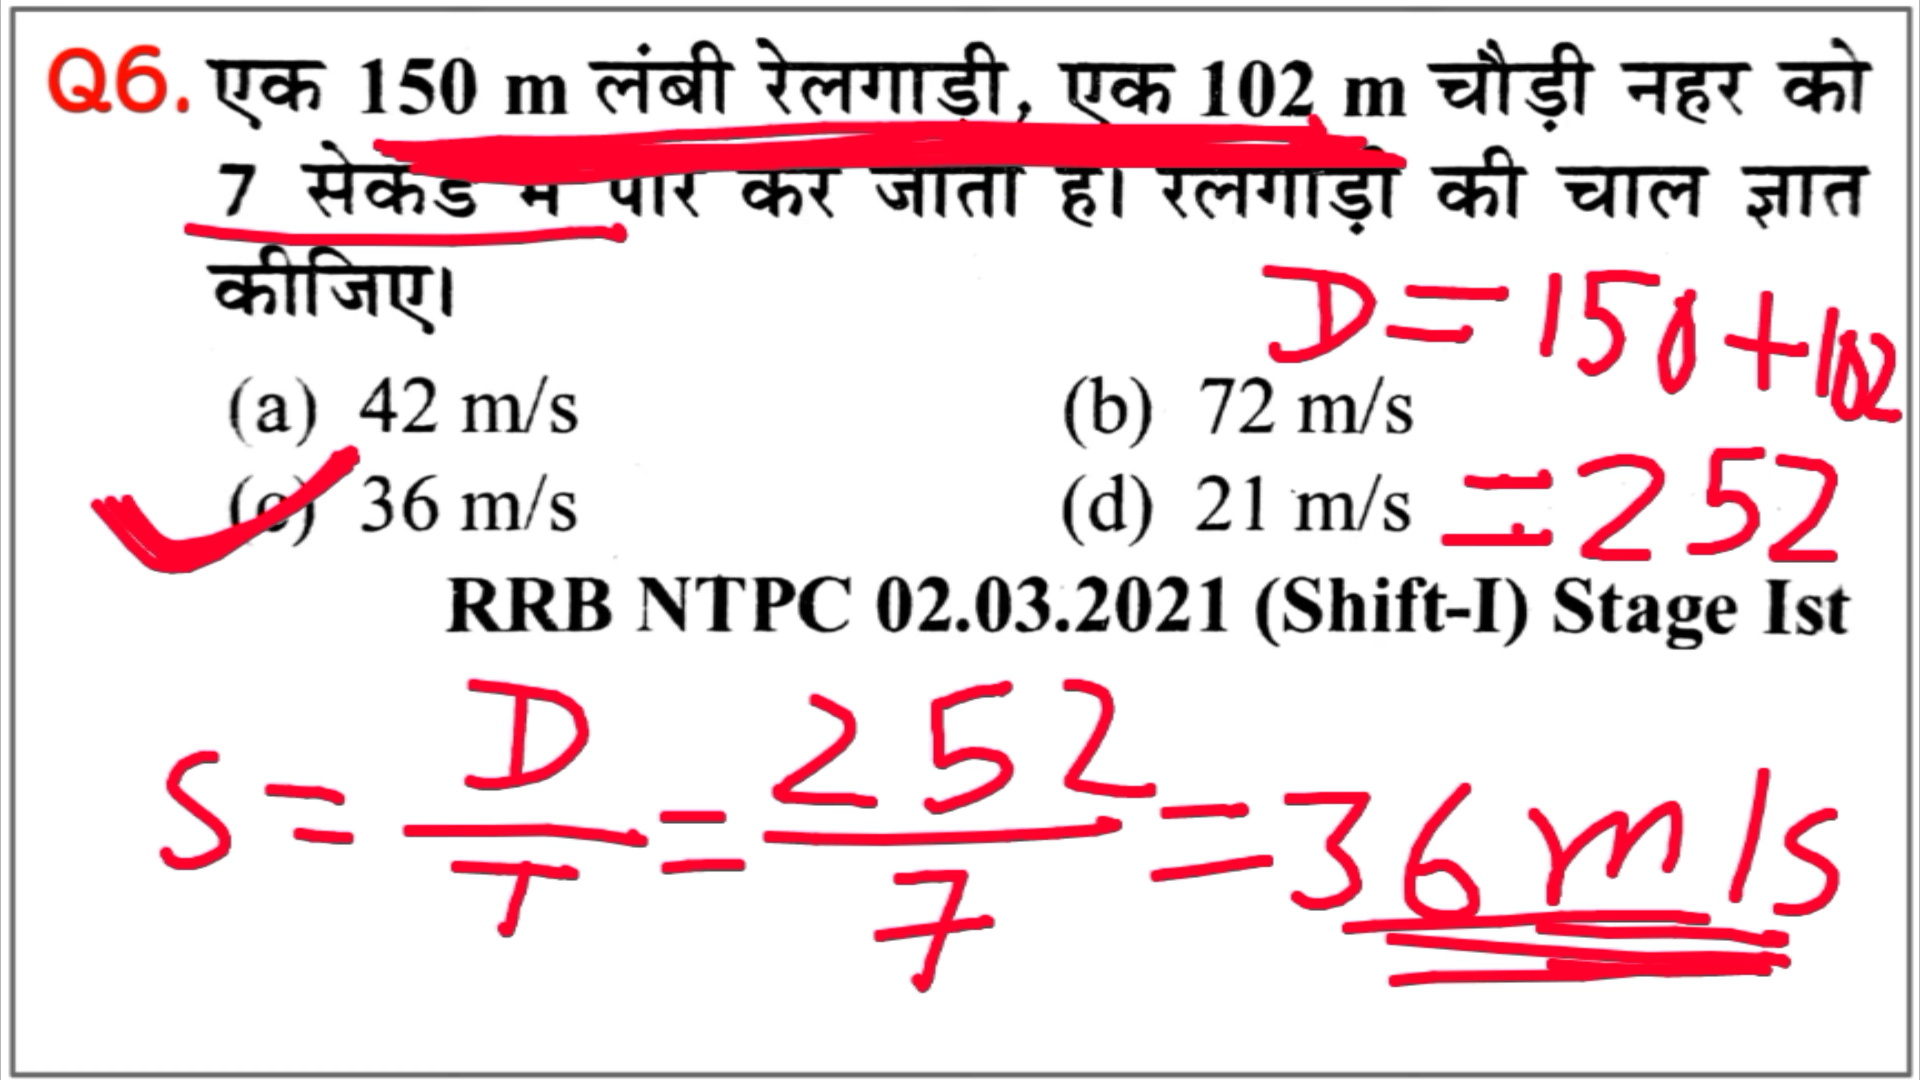 Q6. एक 150 m लंबी रेलगाड़ी, एक 102 m चौड़ी नहर को
7 सेकेंड में पार कर जाती है। रेलगाड़ी की चाल ज्ञात
कीजिए।
D = 150 + 102
(a) 42 m/s (b) 72 m/s
(c) 36 m/s (d) 21 m/s = 252
RRB NTPC 02.03.2021 (Shift-I) Stage Ist
S = D/T = 252/7 = 36 m/s